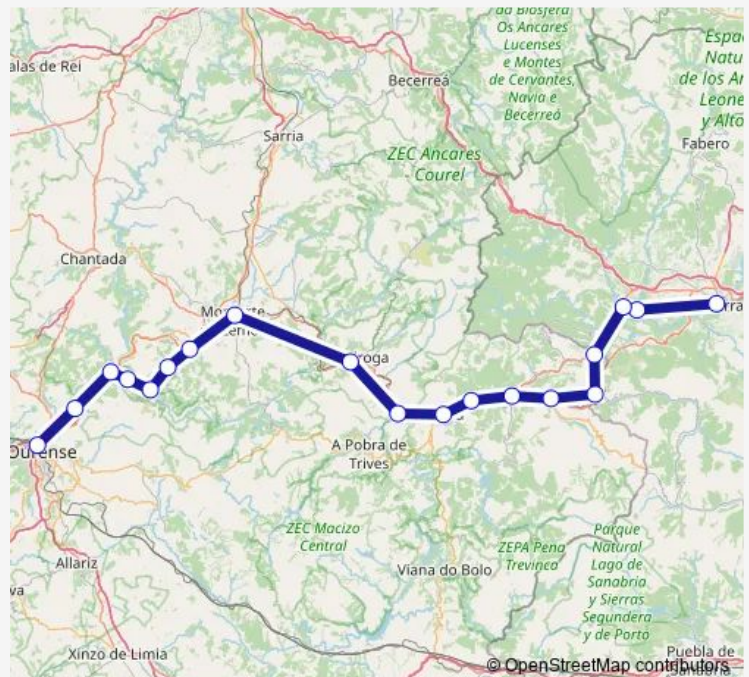 da Biosfera
Os Ancares
Lucenses
e Montes
de Cervantes,
Navia e
Becerreá
alas de Rei
Becerreá
Espa
Natu
de los An
Leone
y Alto
Sarria
ZEC Ancares
- Courel
Fabero
Chantada
roga
Ourense
A Pobra de
Trives
ZEC Macizo
Central
ZEPA Pena
Trevinca
Parque
Natural
Lago de
Sanabria
y Sierras
Segundera
y de Porto
Allariz
Viana do Bolo
Xinzo de Limia
Puebla de
© OpenStreetMap contributors